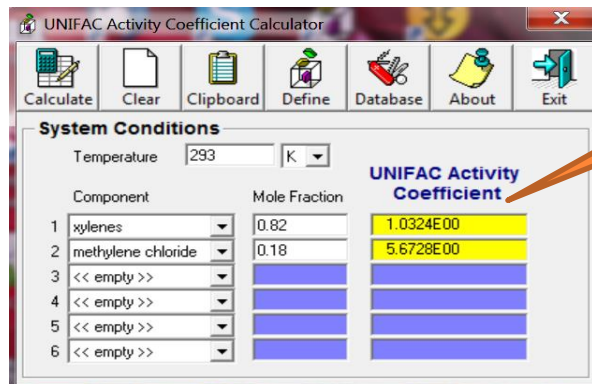 UNIFAC Activity Coefficient Calculator
Calculate Clear Clipboard Define Database About Exit
System Conditions
Temperature 293 K
UNIFAC Activity
Coefficient
Component Mole Fraction
1 xylenes 0.82 1.0324E00
2 methylene chloride 0.18 5.6728E00
3 << empty >>
4 << empty >>
5 << empty >>
6 << empty >>